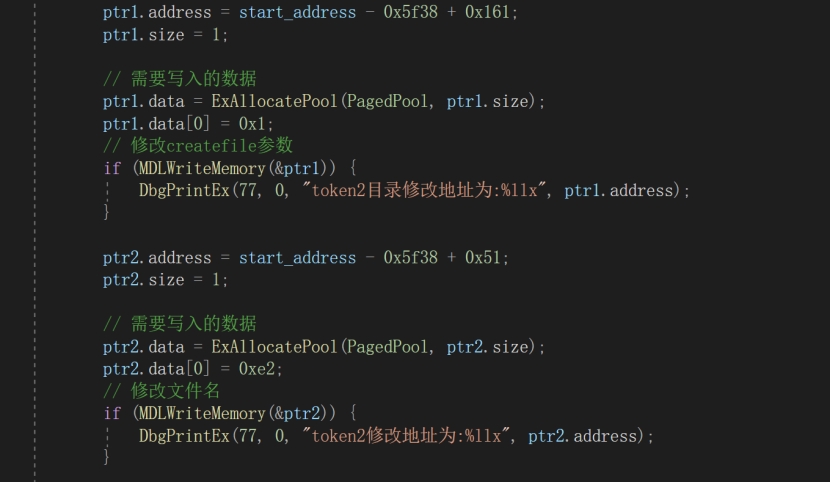 ptr1.address = start_address - 0x5f38 + 0x161;
ptr1.size = 1;
// 需要写入的数据
ptr1.data = ExAllocatePool(PagedPool, ptr1.size);
ptr1.data[0] = 0x1;
// 修改createfile参数
if (MDLWriteMemory(&ptr1)) {
DbgPrintEx(77, 0, "token2目录修改地址为:%llx", ptr1.address);
}
ptr2.address = start_address - 0x5f38 + 0x51;
ptr2.size = 1;
// 需要写入的数据
ptr2.data = ExAllocatePool(PagedPool, ptr2.size);
ptr2.data[0] = 0xe2;
// 修改文件名
if (MDLWriteMemory(&ptr2)) {
DbgPrintEx(77, 0, "token2修改地址为:%llx", ptr2.address);
}